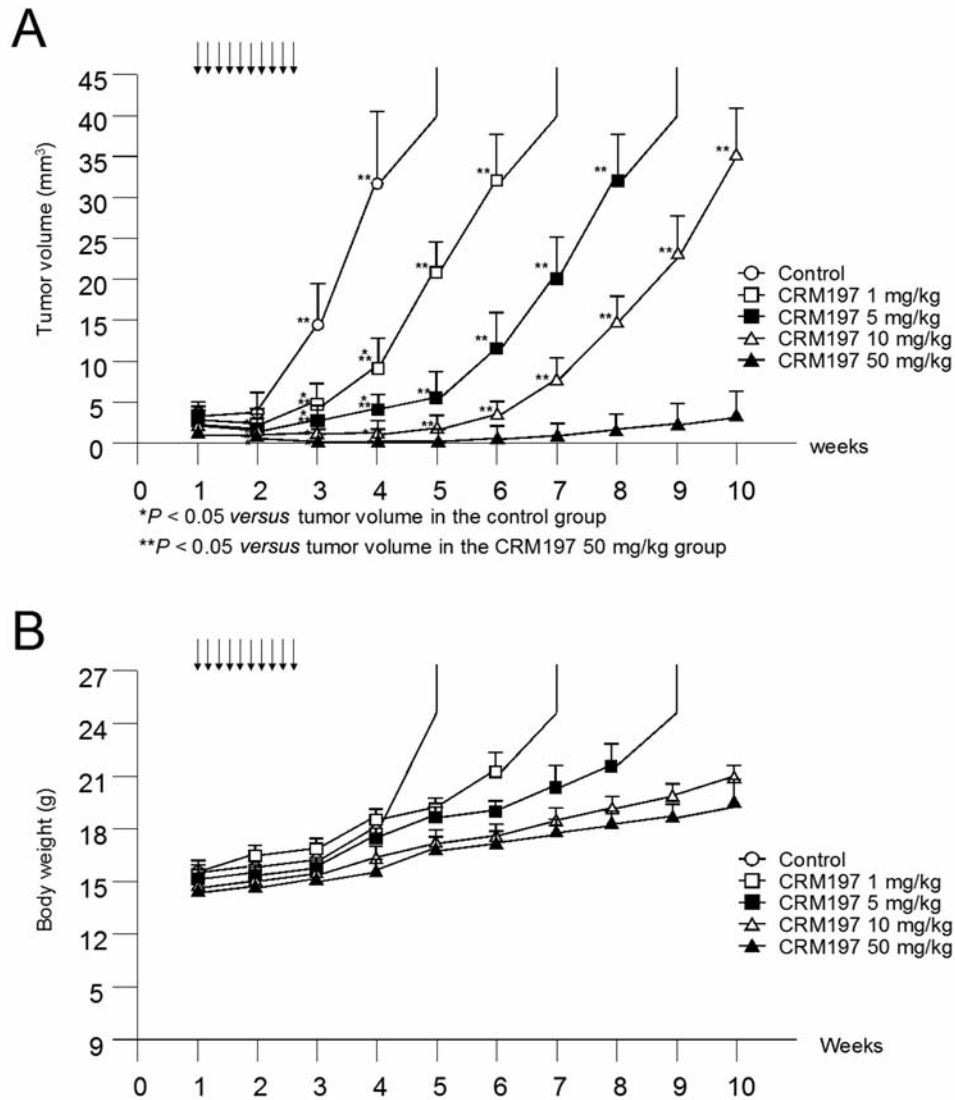 A
Tumor volume (mm³)
45
40
35
30
25
20
15
10
5
0
** ** ** ** ** ** **
Control
CRM197 1 mg/kg
CRM197 5 mg/kg
CRM197 10 mg/kg
CRM197 50 mg/kg
weeks
0 1 2 3 4 5 6 7 8 9 10
*P < 0.05 versus tumor volume in the control group
**P < 0.05 versus tumor volume in the CRM197 50 mg/kg group
B
Body weight (g)
27
24
21
18
15
12
5
9
Control
CRM197 1 mg/kg
CRM197 5 mg/kg
CRM197 10 mg/kg
CRM197 50 mg/kg
Weeks
0 1 2 3 4 5 6 7 8 9 10